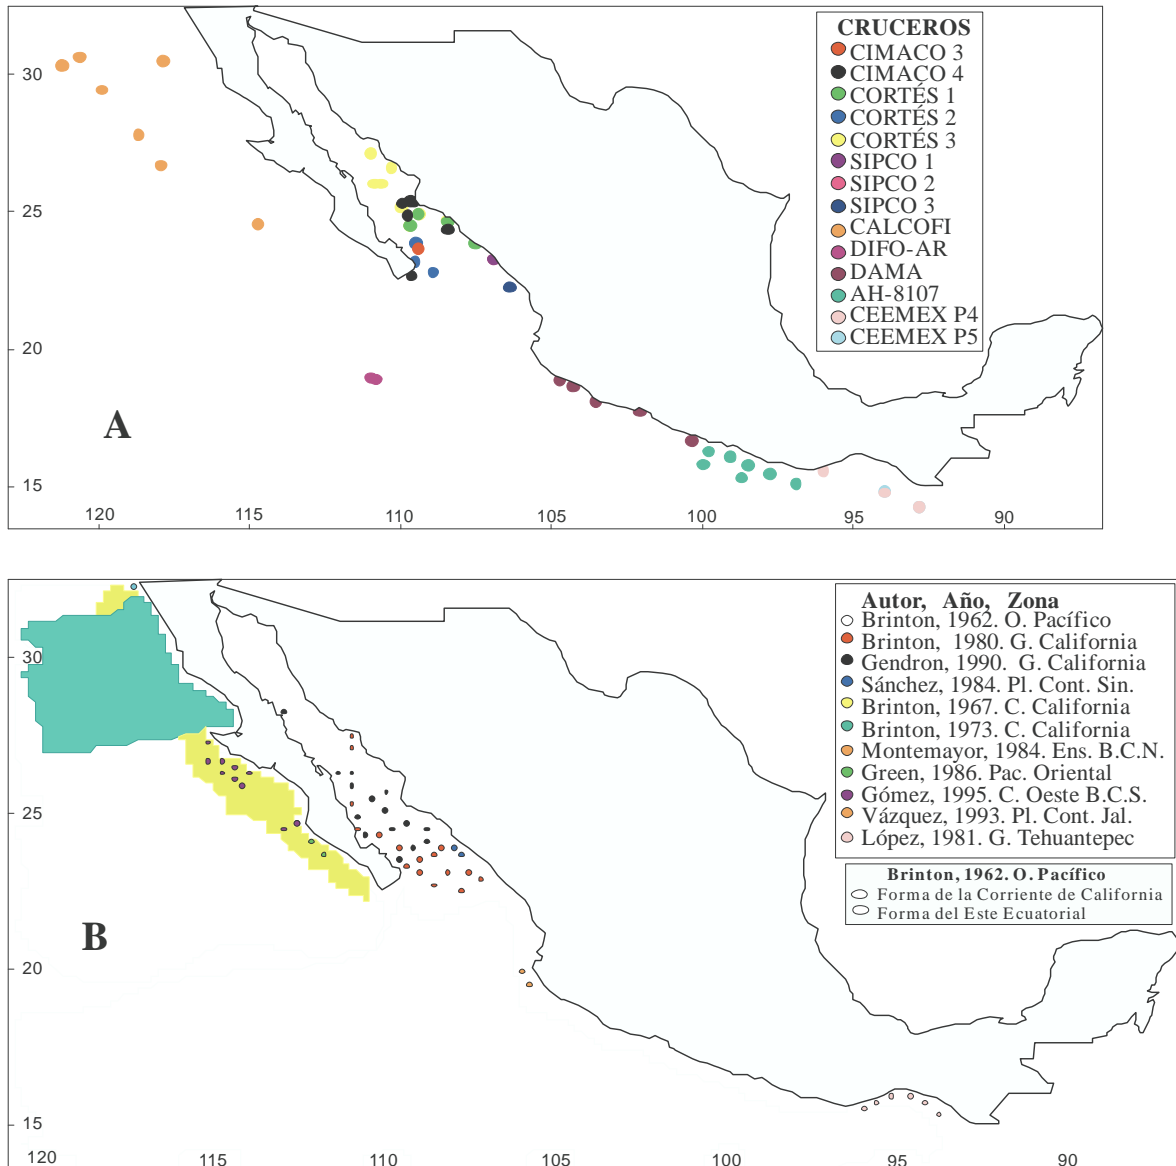 CRUCEROS
CIMACO 3
CIMACO 4
CORTÉS 1
CORTÉS 2
CORTÉS 3
SIPCO 1
SIPCO 2
SIPCO 3
CALCOFI
DIFO-AR
DAMA
AH-8107
CEEMEX P4
CEEMEX P5
30
25
20
15
A
120
115
110
105
100
95
90
Autor, Año, Zona
Brinton, 1962. O. Pacífico
Brinton, 1980. G. California
Gendron, 1990. G. California
Sánchez, 1984. Pl. Cont. Sin.
Brinton, 1967. C. California
Brinton, 1973. C. California
Montemayor, 1984. Ens. B.C.N.
Green, 1986. Pac. Oriental
Gómez, 1995. C. Oeste B.C.S.
Vázquez, 1993. Pl. Cont. Jal.
López, 1981. G. Tehuantepec
Brinton, 1962. O. Pacífico
Forma de la Corriente de California
Forma del Este Ecuatorial
30
25
20
15
B
120
115
110
105
100
95
90